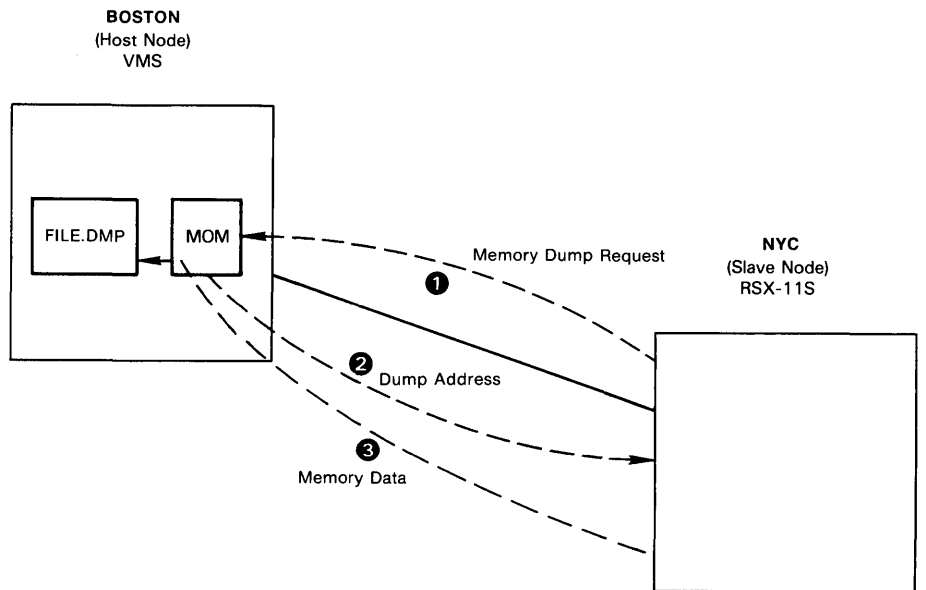 BOSTON
(Host Node)
VMS
FILE.DMP
MOM
Memory Dump Request
1
NYC
(Slave Node)
RSX-11S
2
Dump Address
3
Memory Data